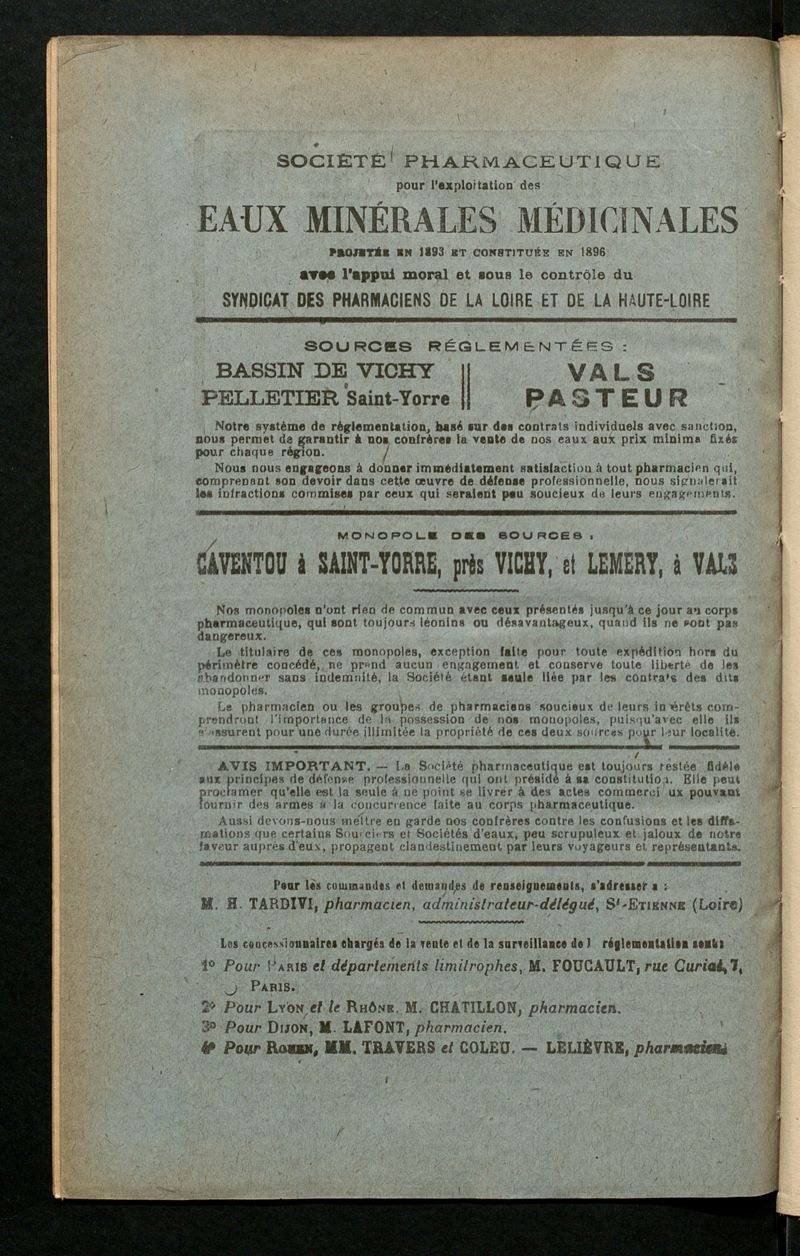 SOCIÉTÉ PHARMACEUTIQUE
pour l'exploitation des
EAUX MINÉRALES MÉDICINALES
PROJETÉE EN 1893 ET CONSTITUÉE EN 1896
avec l'appui moral et sous le contrôle du
SYNDICAT DES PHARMACIENS DE LA LOIRE ET DE LA HAUTE-LOIRE
SOURCES RÉGLEMENTÉES :
BASSIN DE VICHY
PELLETIER Saint-Yorre
VALS
PASTEUR
Notre système de réglementation, basé sur des contrats individuels avec sanction,
nous permet de garantir à nos confrères la vente de nos eaux aux prix minima fixés
pour chaque région.
Nous nous engageons à donner immédiatement satisfaction à tout pharmacien qui,
comprenant son devoir dans cette œuvre de défense professionnelle, nous signalerait
les infractions commises par ceux qui seraient peu soucieux de leurs engagements.
MONOPOLE DES SOURCES :
CAVENTOU à SAINT-YORRE, près VICHY, et LEMERY, à VALS
Nos monopoles n'ont rien de commun avec ceux présentés jusqu'à ce jour au corps
pharmaceutique, qui sont toujours léonins ou désavantageux, quand ils ne sont pas
dangereux.
Le titulaire de ces monopoles, exception faite pour toute expédition hors du
périmètre concédé, ne prend aucun engagement et conserve toute liberté de les
abandonner sans indemnité, la Société étant seule liée par les contrats des dits
monopoles.
Le pharmacien ou les groupes de pharmaciens soucieux de leurs intérêts com-
prendront l'importance de la possession de nos monopoles, puisqu'avec elle ils
s'assurent pour une durée illimitée la propriété de ces deux sources pour leur localité.
AVIS IMPORTANT. — La Société pharmaceutique est toujours restée fidèle
aux principes de défense professionnelle qui ont présidé à sa constitution. Elle peut
proclamer qu'elle est la seule à ne point se livrer à des actes commerciaux pouvant
fournir des armes à la concurrence faite au corps pharmaceutique.
Aussi devons-nous mettre en garde nos confrères contre les confusions et les diffa-
mations que certains Sourciers et Sociétés d'eaux, peu scrupuleux et jaloux de notre
faveur auprès d'eux, propagent clandestinement par leurs voyageurs et représentants.
Pour les commandes et demandes de renseignements, s'adresser à :
M. H. TARDIVI, pharmacien, administrateur-délégué, St-ETIENNE (Loire)
Les concessionnaires chargés de la vente et de la surveillance de l réglementation sont :
1° Pour PARIS et départements limitrophes, M. FOUCAULT, rue Curial, 7,
PARIS.
2° Pour LYON et le RHÔNE, M. CHATILLON, pharmacien.
3° Pour DIJON, M. LAFONT, pharmacien.
4° Pour ROUEN, MM. TRAVERS et COLEU. — LELIÈVRE, pharmaciens